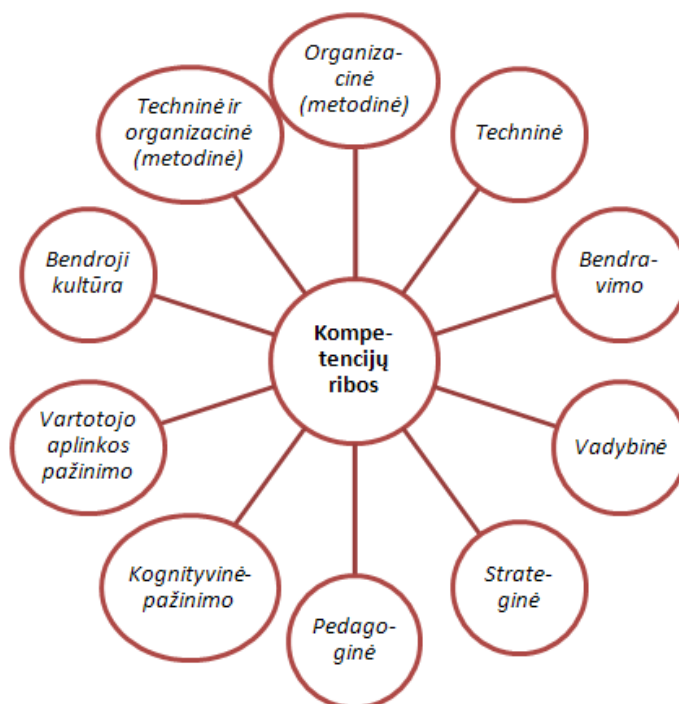 Organiza-
cinė
(metodinė)
Techninė
Bendra-
vimo
Vadybinė
Strate-
ginė
Pedago-
ginė
Kognityvinė-
pažinimo
Vartotojo
aplinkos
pažinimo
Bendroji
kultūra
Techninė ir
organizacinė
(metodinė)
Kompe-
tencijų
ribos